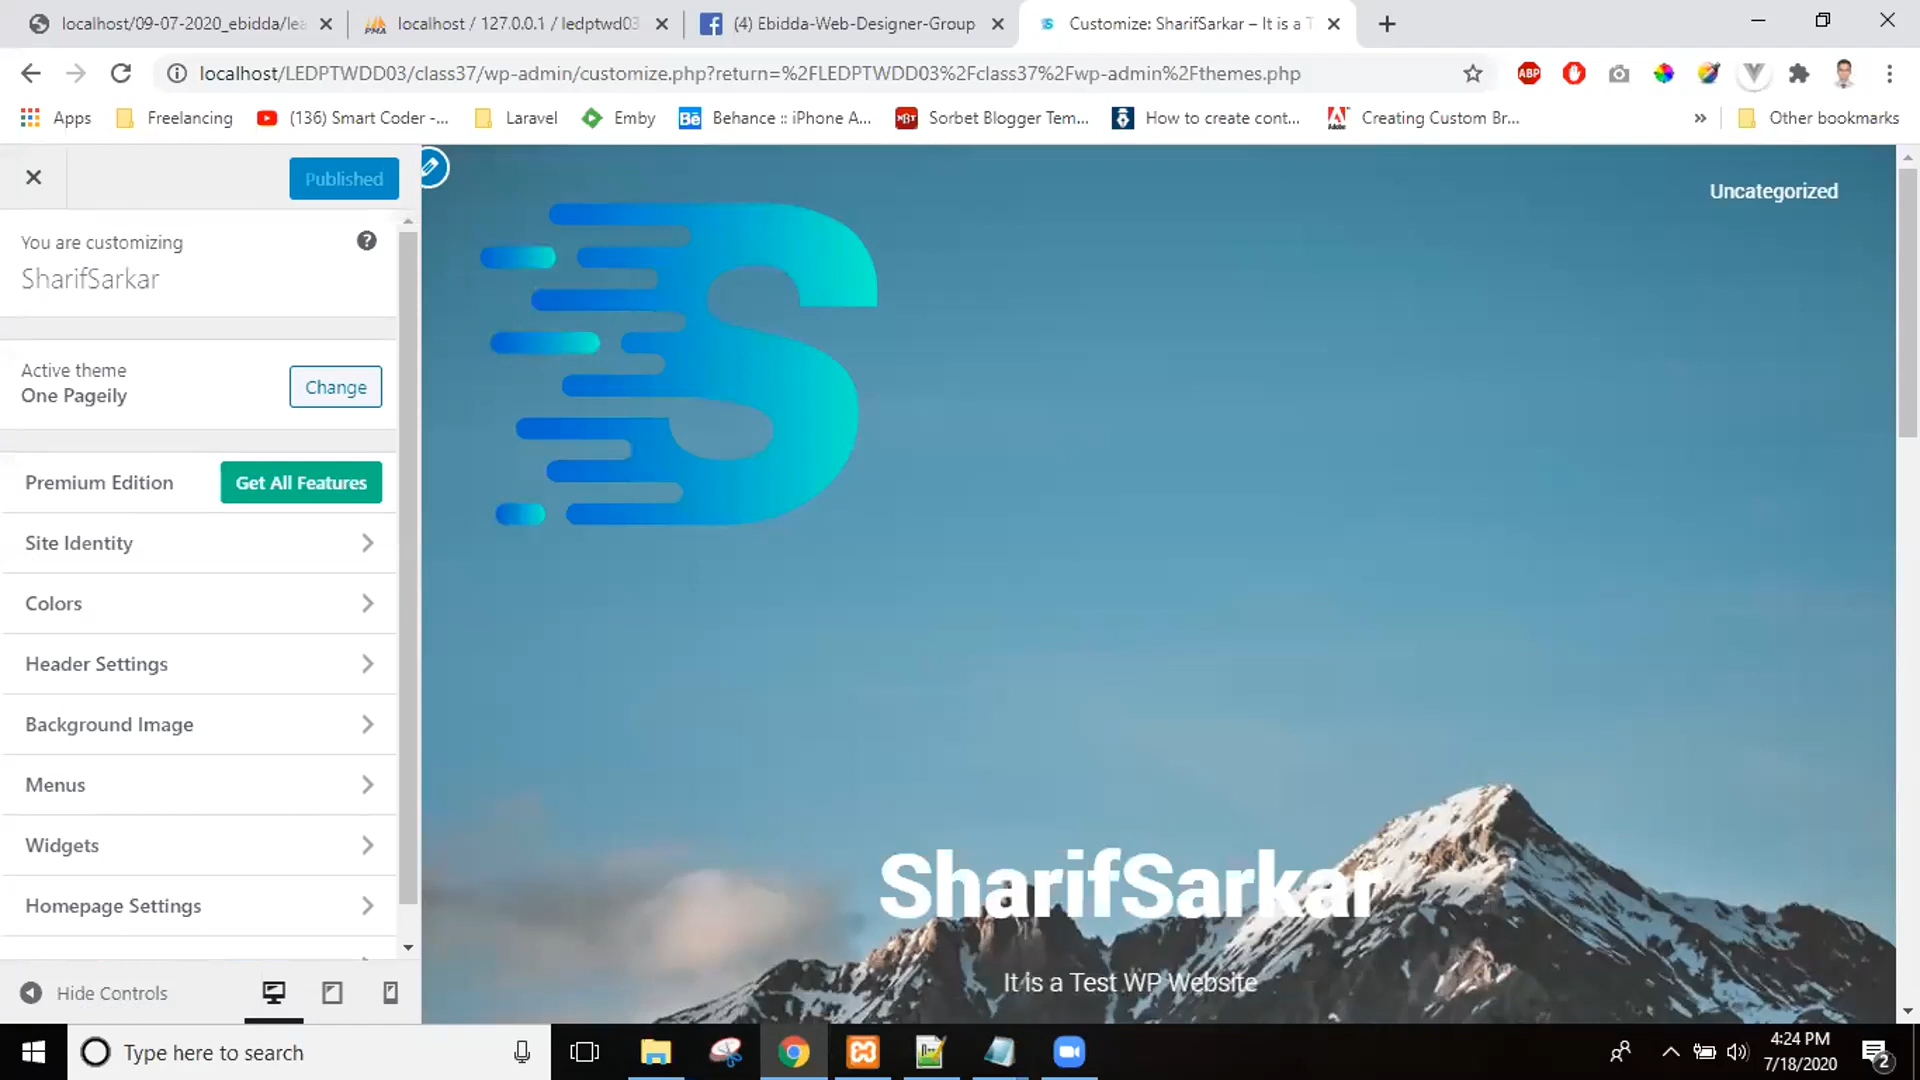 localhost/09-07-2020_ebidda/lea
localhost / 127.0.0.1 / ledptwd03
(4) Ebidda-Web-Designer-Group
Customize: SharifSarkar – It is a T
localhost/LEDPTWDD03/class37/wp-admin/customize.php?return=%2FLEDPTWDD03%2Fclass37%2Fwp-admin%2Fthemes.php
ABP
Apps
Freelancing
(136) Smart Coder -...
Laravel
Emby
Behance :: iPhone A...
Sorbet Blogger Tem...
How to create cont...
Creating Custom Br...
»
Other bookmarks
Published
Uncategorized
You are customizing
SharifSarkar
Active theme
One Pageily
Change
Premium Edition
Get All Features
Site Identity
Colors
Header Settings
Background Image
Menus
Widgets
Homepage Settings
SharifSarkar
It is a Test WP Website
Hide Controls
Type here to search
4:24 PM
7/18/2020
2